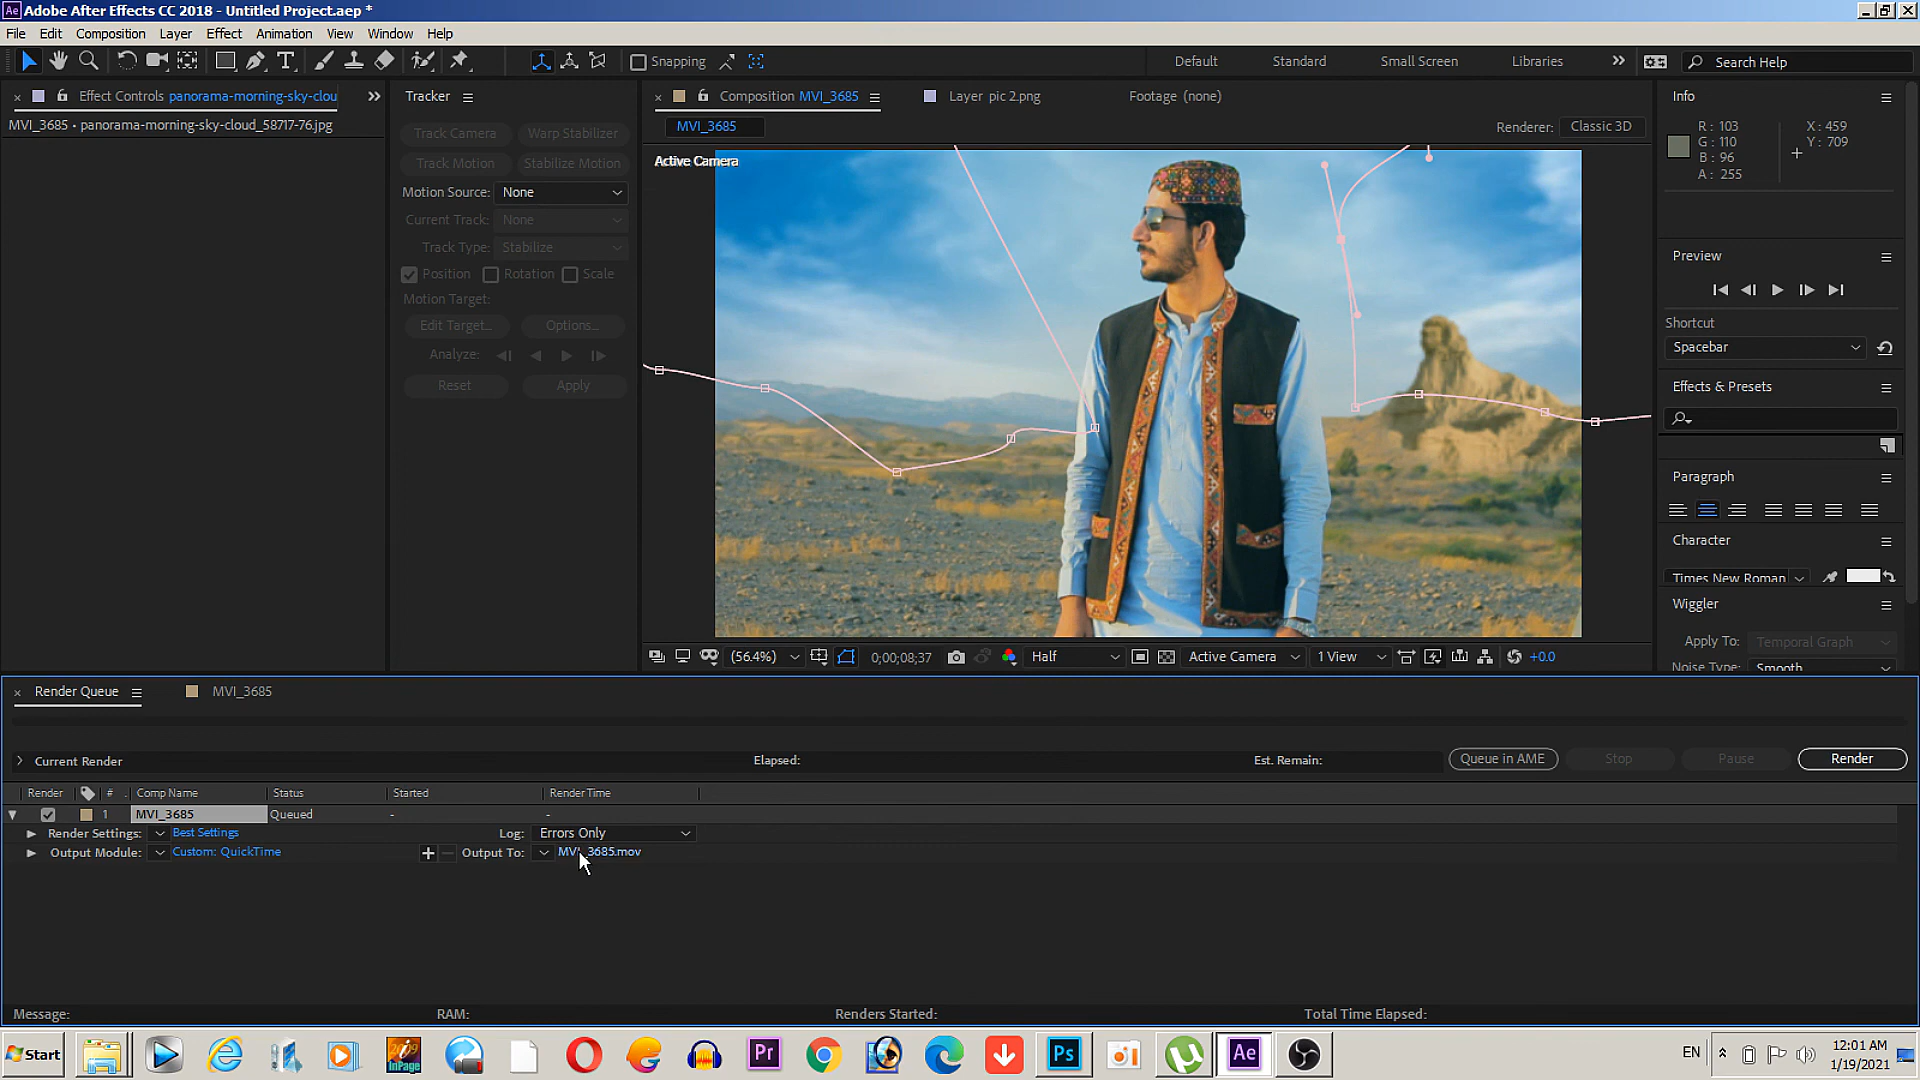 Adobe After Effects CC 2018 - Untitled Project.aep *
File Edit Composition Layer Effect Animation View Window Help
Snapping Default Standard Small Screen Libraries Search Help
Effect Controls panorama-morning-sky-clou
MVI_3685 • panorama-morning-sky-cloud_58717-76.jpg
Tracker
Track Camera Warp Stabilizer
Track Motion Stabilize Motion
Motion Source: None
Current Track: None
Track Type: Stabilize
Position Rotation Scale
Motion Target:
Edit Target... Options...
Analyze:
Reset Apply
Composition MVI_3685 Layer pic 2.png Footage (none)
MVI_3685 Renderer: Classic 3D
Active Camera
(56.4%) 0;00;08;37 Half Active Camera 1 View +0.0
Info
R: 103 X: 459
G: 110 Y: 709
B: 96
A: 255
Preview
Shortcut
Spacebar
Effects & Presets
Paragraph
Character
Times New Roman
Wiggler
Apply To: Temporal Graph
Noise Type: Smooth
Render Queue MVI_3685
Current Render Elapsed: Est. Remain: Queue in AME Stop Pause Render
Render # Comp Name Status Started Render Time
1 MVI_3685 Queued - -
Render Settings: Best Settings Log: Errors Only
Output Module: Custom: QuickTime Output To: MVI_3685.mov
Message: RAM: Renders Started: Total Time Elapsed:
Start 2009 InPage Pr Ps Ae EN 12:01 AM
1/19/2021